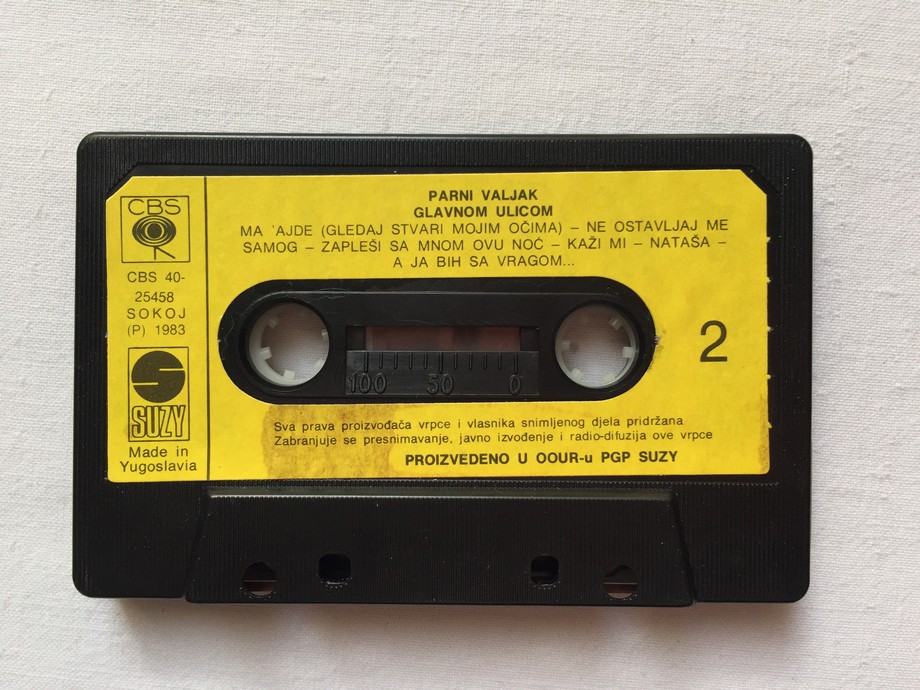 PARNI VALJAK
GLAVNOM ULICOM
MA 'AJDE (GLEDAJ STVARI MOJIM OČIMA) – NE OSTAVLJAJ ME
SAMOG – ZAPLEŠI SA MNOM OVU NOĆ – KAŽI MI – NATAŠA –
A JA BIH SA VRAGOM...
CBS
CBS 40-
25458
SOKOJ
(P) 1983
SUZY
Made in
Yugoslavia
2
100 50 0
Sva prava proizvođača vrpce i vlasnika snimljenog djela pridržana
Zabranjuje se presnimavanje, javno izvođenje i radio-difuzija ove vrpce
PROIZVEDENO U OOUR-u PGP SUZY